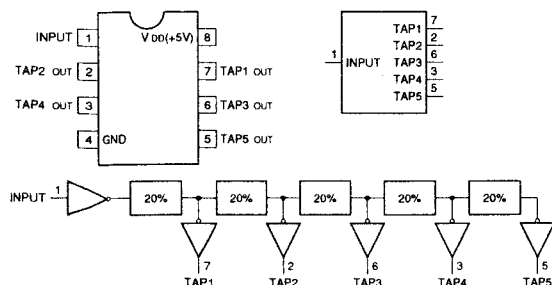 INPUT 1 VDD(+5V) 8
TAP2 OUT 2 7 TAP1 OUT
TAP4 OUT 3 6 TAP3 OUT
4 GND 5 TAP5 OUT
1 INPUT
TAP1 7
TAP2 2
TAP3 6
TAP4 3
TAP5 5
INPUT 1 20% 20% 20% 20% 20%
7 2 6 3 5
TAP1 TAP2 TAP3 TAP4 TAP5